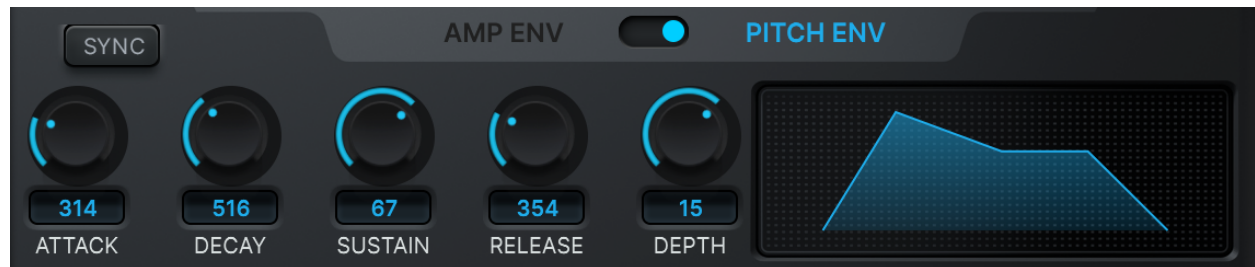 SYNC
AMP ENV
PITCH ENV
314
516
67
354
15
ATTACK
DECAY
SUSTAIN
RELEASE
DEPTH